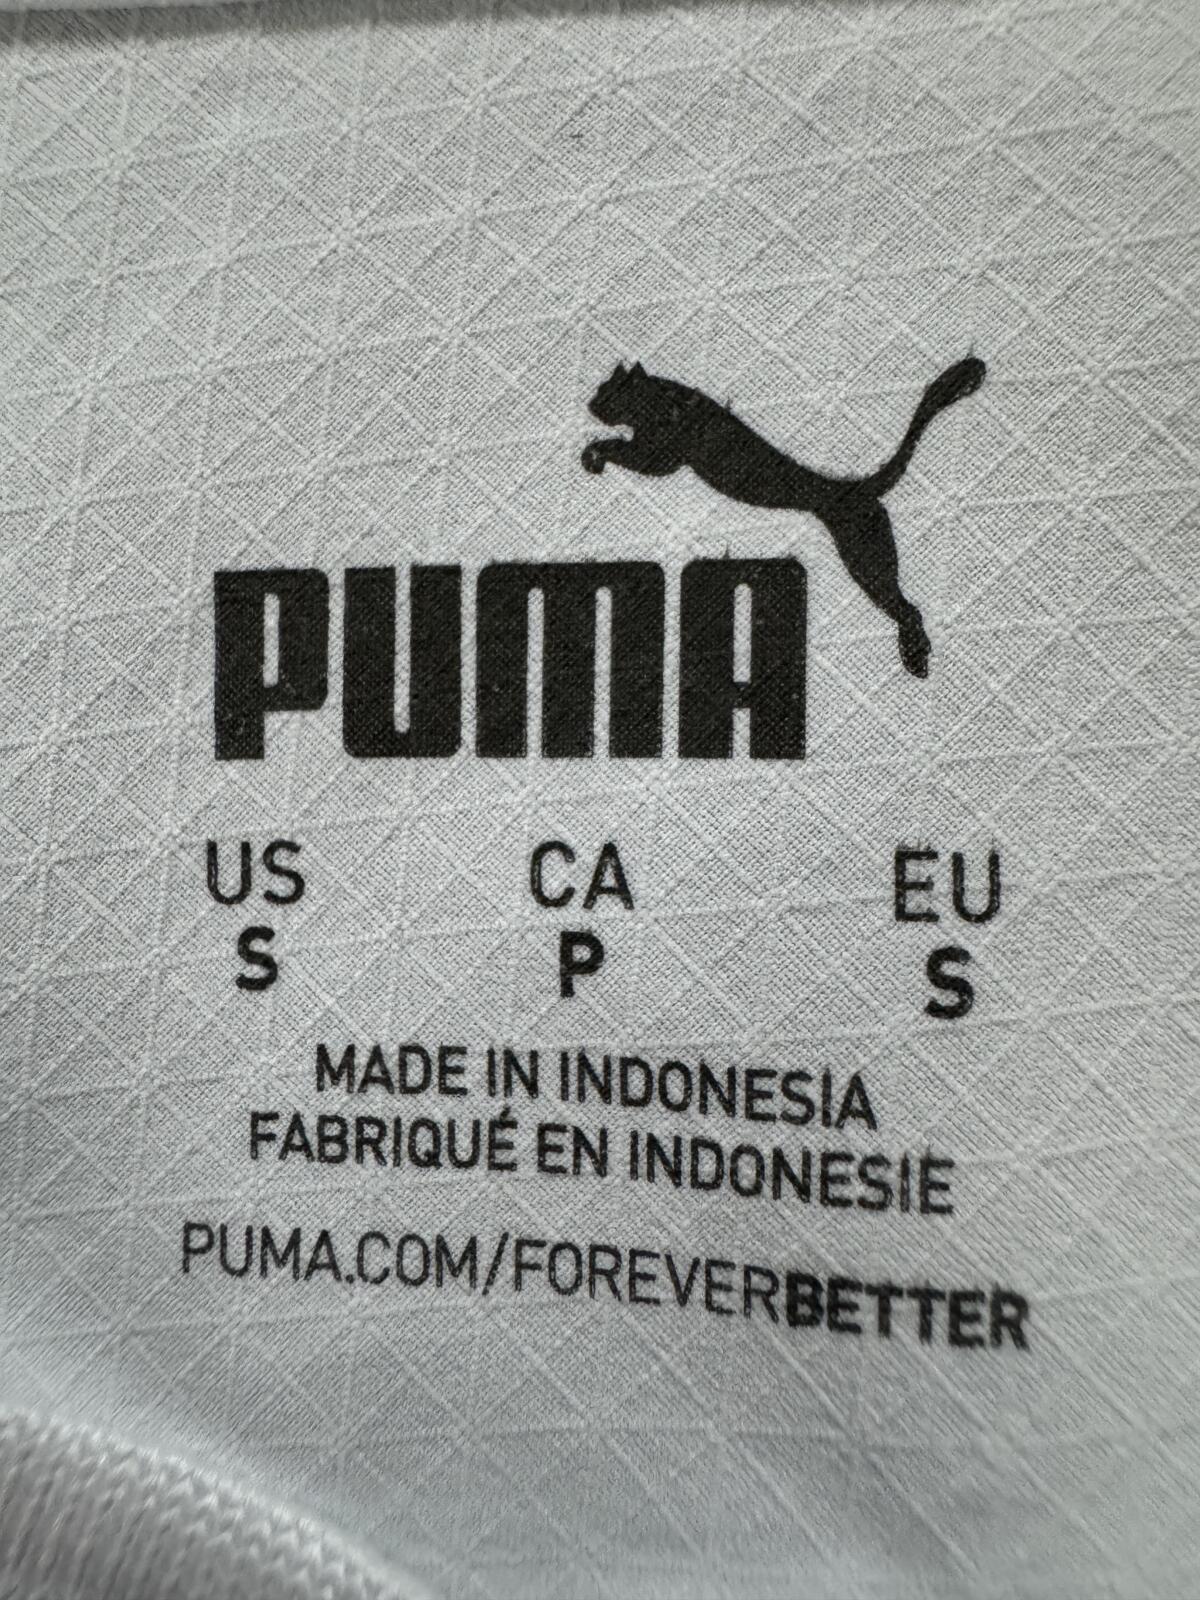 PUMA
US CA EU
S P S
MADE IN INDONESIA
FABRIQUÉ EN INDONESIE
PUMA.COM/FOREVERBETTER